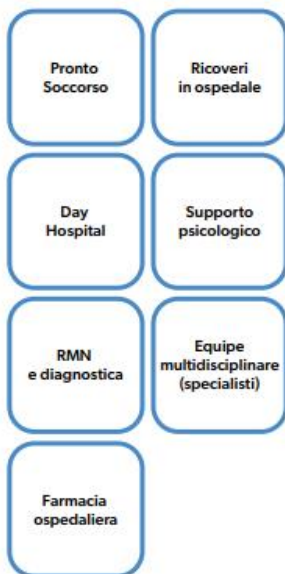 Pronto
Soccorso
Ricoveri
in ospedale
Day
Hospital
Supporto
psicologico
RMN
e diagnostica
Equipe
multidisciplinare
(specialisti)
Farmacia
ospedaliera